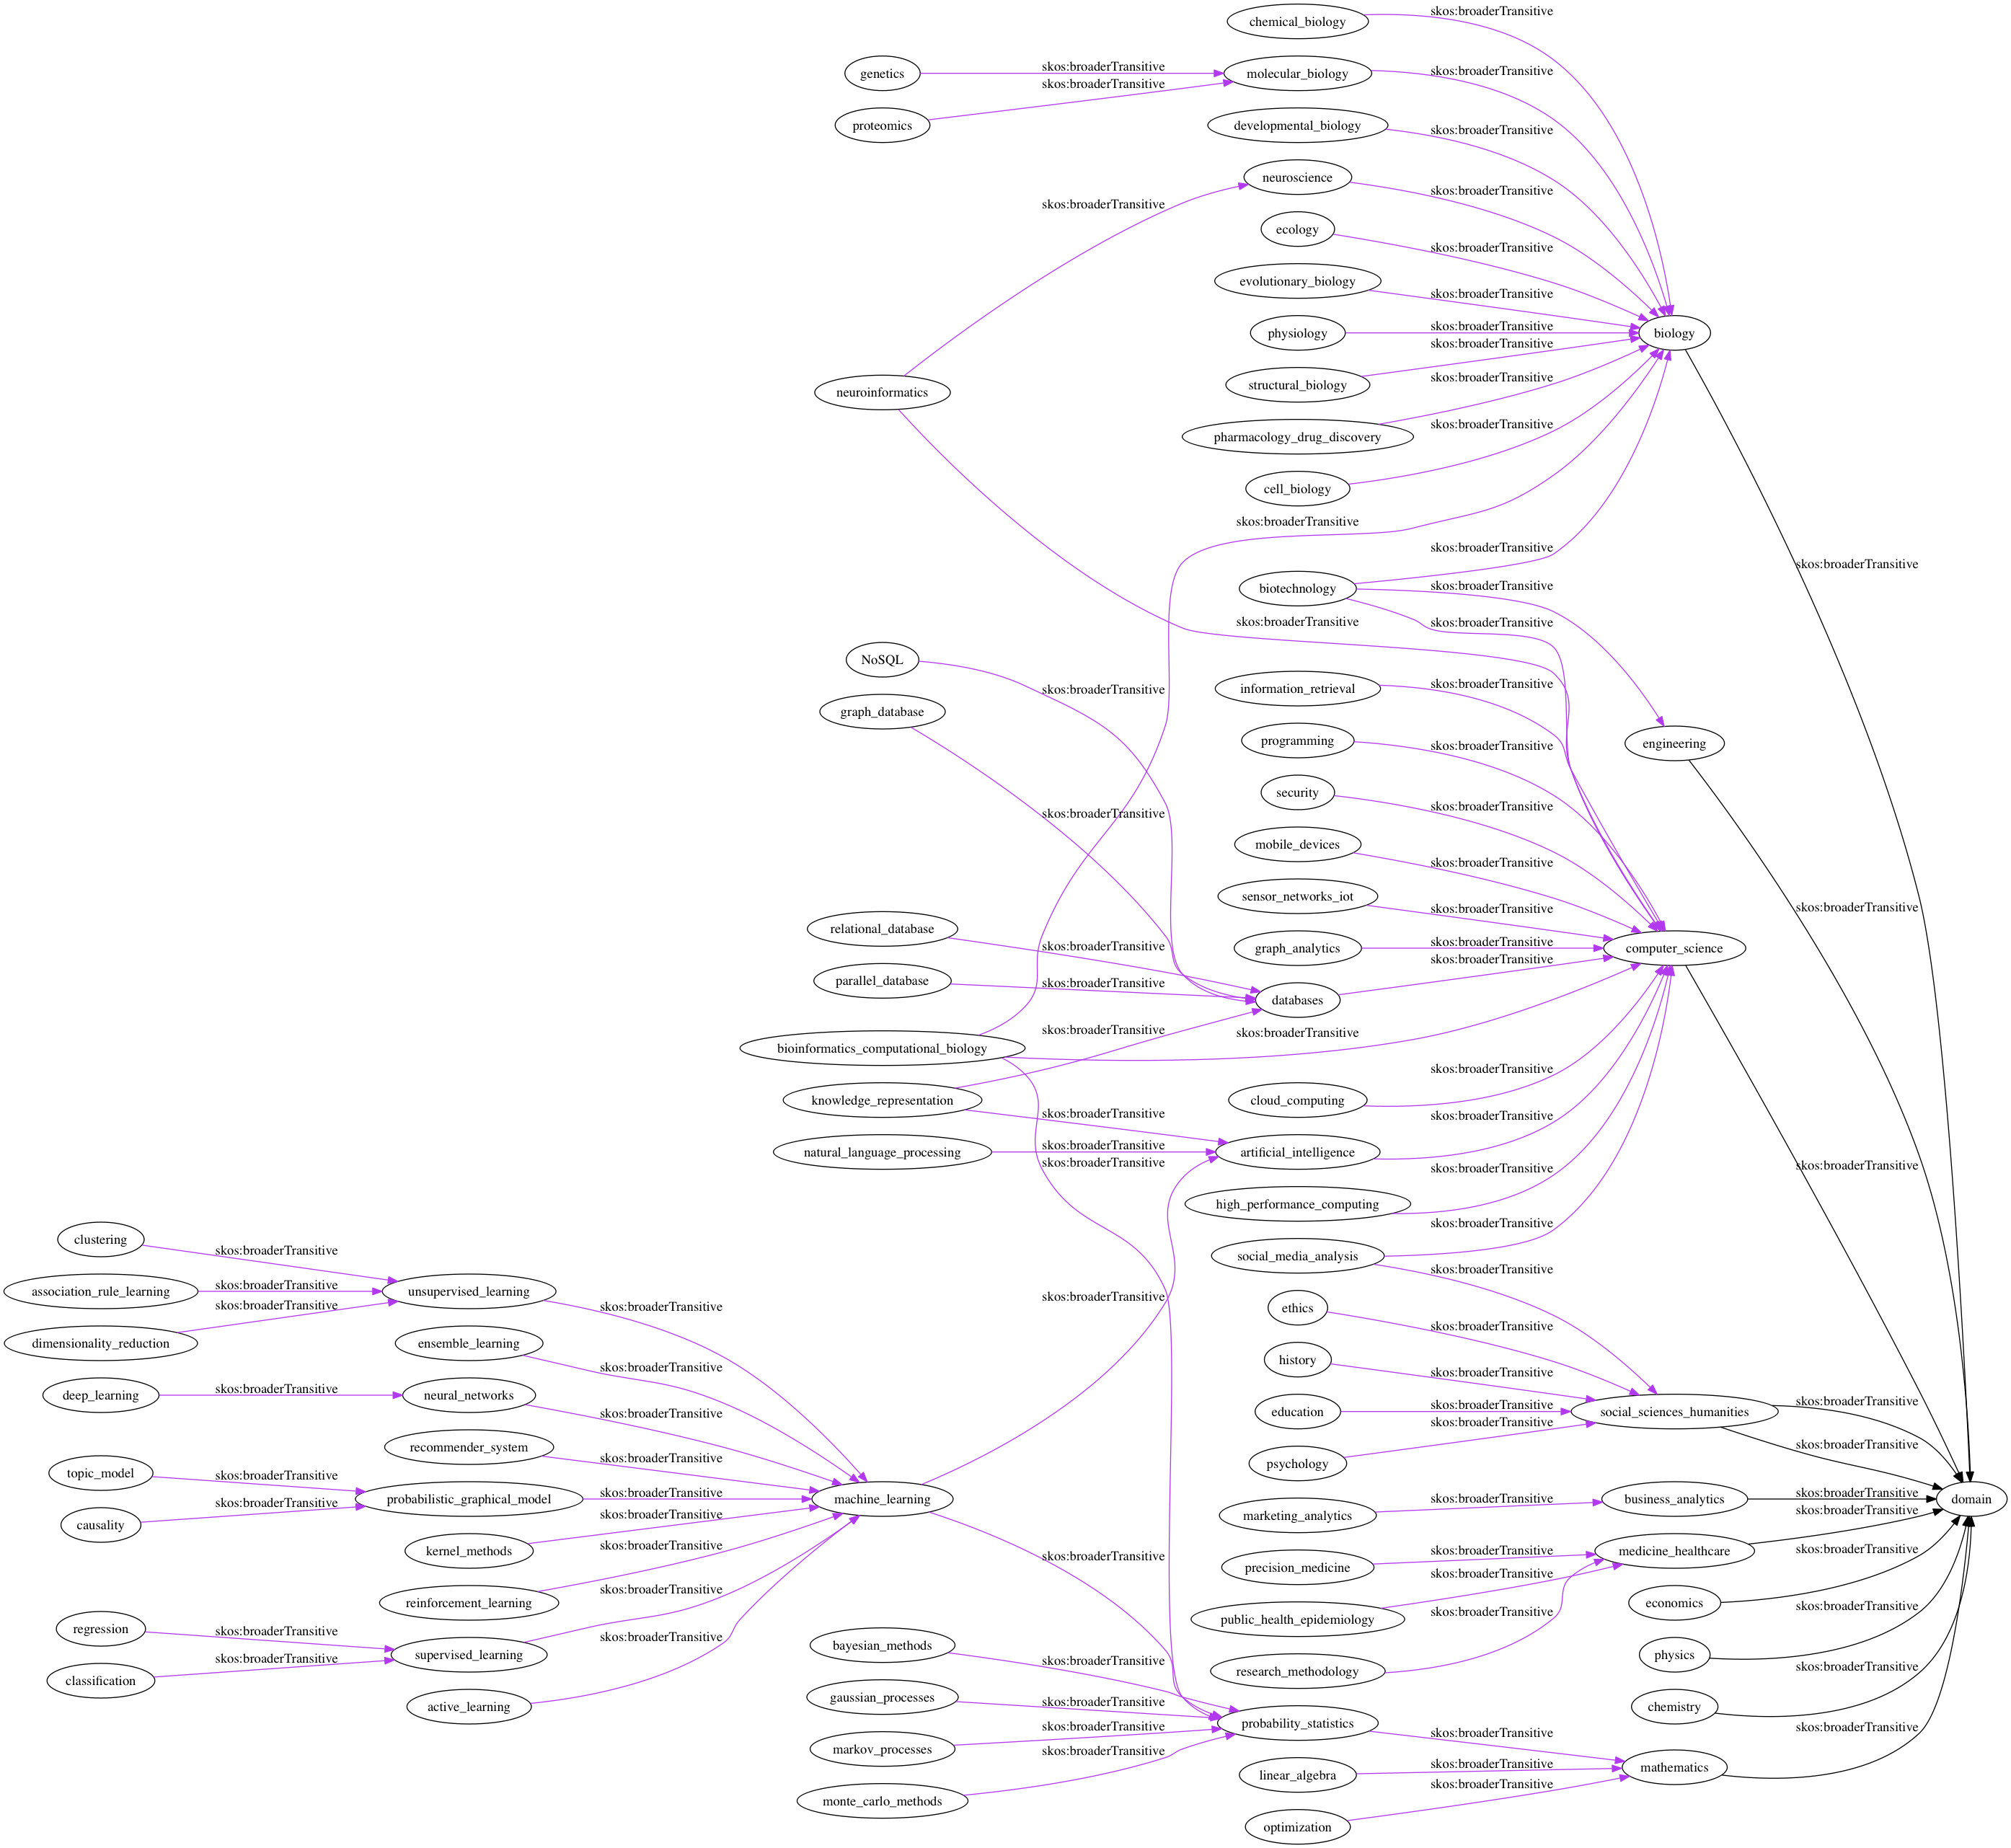 chemical_biology
skos:broaderTransitive
genetics
skos:broaderTransitive
molecular_biology
skos:broaderTransitive
proteomics
skos:broaderTransitive
developmental_biology
skos:broaderTransitive
neuroscience
skos:broaderTransitive
skos:broaderTransitive
ecology
skos:broaderTransitive
evolutionary_biology
skos:broaderTransitive
physiology
skos:broaderTransitive
biology
skos:broaderTransitive
structural_biology
skos:broaderTransitive
neuroinformatics
pharmacology_drug_discovery
skos:broaderTransitive
cell_biology
skos:broaderTransitive
skos:broaderTransitive
skos:broaderTransitive
skos:broaderTransitive
biotechnology
skos:broaderTransitive
skos:broaderTransitive
skos:broaderTransitive
NoSQL
skos:broaderTransitive
information_retrieval
skos:broaderTransitive
graph_database
programming
skos:broaderTransitive
engineering
security
skos:broaderTransitive
skos:broaderTransitive
mobile_devices
skos:broaderTransitive
sensor_networks_iot
skos:broaderTransitive
skos:broaderTransitive
relational_database
skos:broaderTransitive
graph_analytics
skos:broaderTransitive
computer_science
skos:broaderTransitive
parallel_database
skos:broaderTransitive
databases
skos:broaderTransitive
skos:broaderTransitive
bioinformatics_computational_biology
skos:broaderTransitive
knowledge_representation
skos:broaderTransitive
cloud_computing
skos:broaderTransitive
natural_language_processing
skos:broaderTransitive
skos:broaderTransitive
artificial_intelligence
skos:broaderTransitive
skos:broaderTransitive
high_performance_computing
skos:broaderTransitive
clustering
skos:broaderTransitive
social_media_analysis
skos:broaderTransitive
association_rule_learning
skos:broaderTransitive
unsupervised_learning
skos:broaderTransitive
skos:broaderTransitive
skos:broaderTransitive
ethics
skos:broaderTransitive
dimensionality_reduction
ensemble_learning
skos:broaderTransitive
history
skos:broaderTransitive
deep_learning
skos:broaderTransitive
neural_networks
skos:broaderTransitive
education
skos:broaderTransitive
skos:broaderTransitive
social_sciences_humanities
skos:broaderTransitive
skos:broaderTransitive
recommender_system
skos:broaderTransitive
psychology
topic_model
skos:broaderTransitive
probabilistic_graphical_model
skos:broaderTransitive
machine_learning
skos:broaderTransitive
business_analytics
skos:broaderTransitive
domain
causality
skos:broaderTransitive
skos:broaderTransitive
marketing_analytics
skos:broaderTransitive
kernel_methods
skos:broaderTransitive
skos:broaderTransitive
precision_medicine
skos:broaderTransitive
medicine_healthcare
skos:broaderTransitive
skos:broaderTransitive
reinforcement_learning
skos:broaderTransitive
public_health_epidemiology
skos:broaderTransitive
economics
skos:broaderTransitive
regression
skos:broaderTransitive
skos:broaderTransitive
bayesian_methods
supervised_learning
physics
classification
skos:broaderTransitive
skos:broaderTransitive
research_methodology
skos:broaderTransitive
active_learning
gaussian_processes
skos:broaderTransitive
chemistry
skos:broaderTransitive
markov_processes
skos:broaderTransitive
probability_statistics
skos:broaderTransitive
skos:broaderTransitive
linear_algebra
skos:broaderTransitive
mathematics
monte_carlo_methods
skos:broaderTransitive
optimization